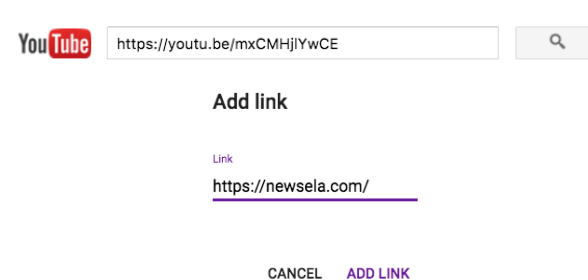 YouTube https://youtu.be/mxCMHjlYwCE
Add link
Link
https://newsela.com/
CANCEL ADD LINK